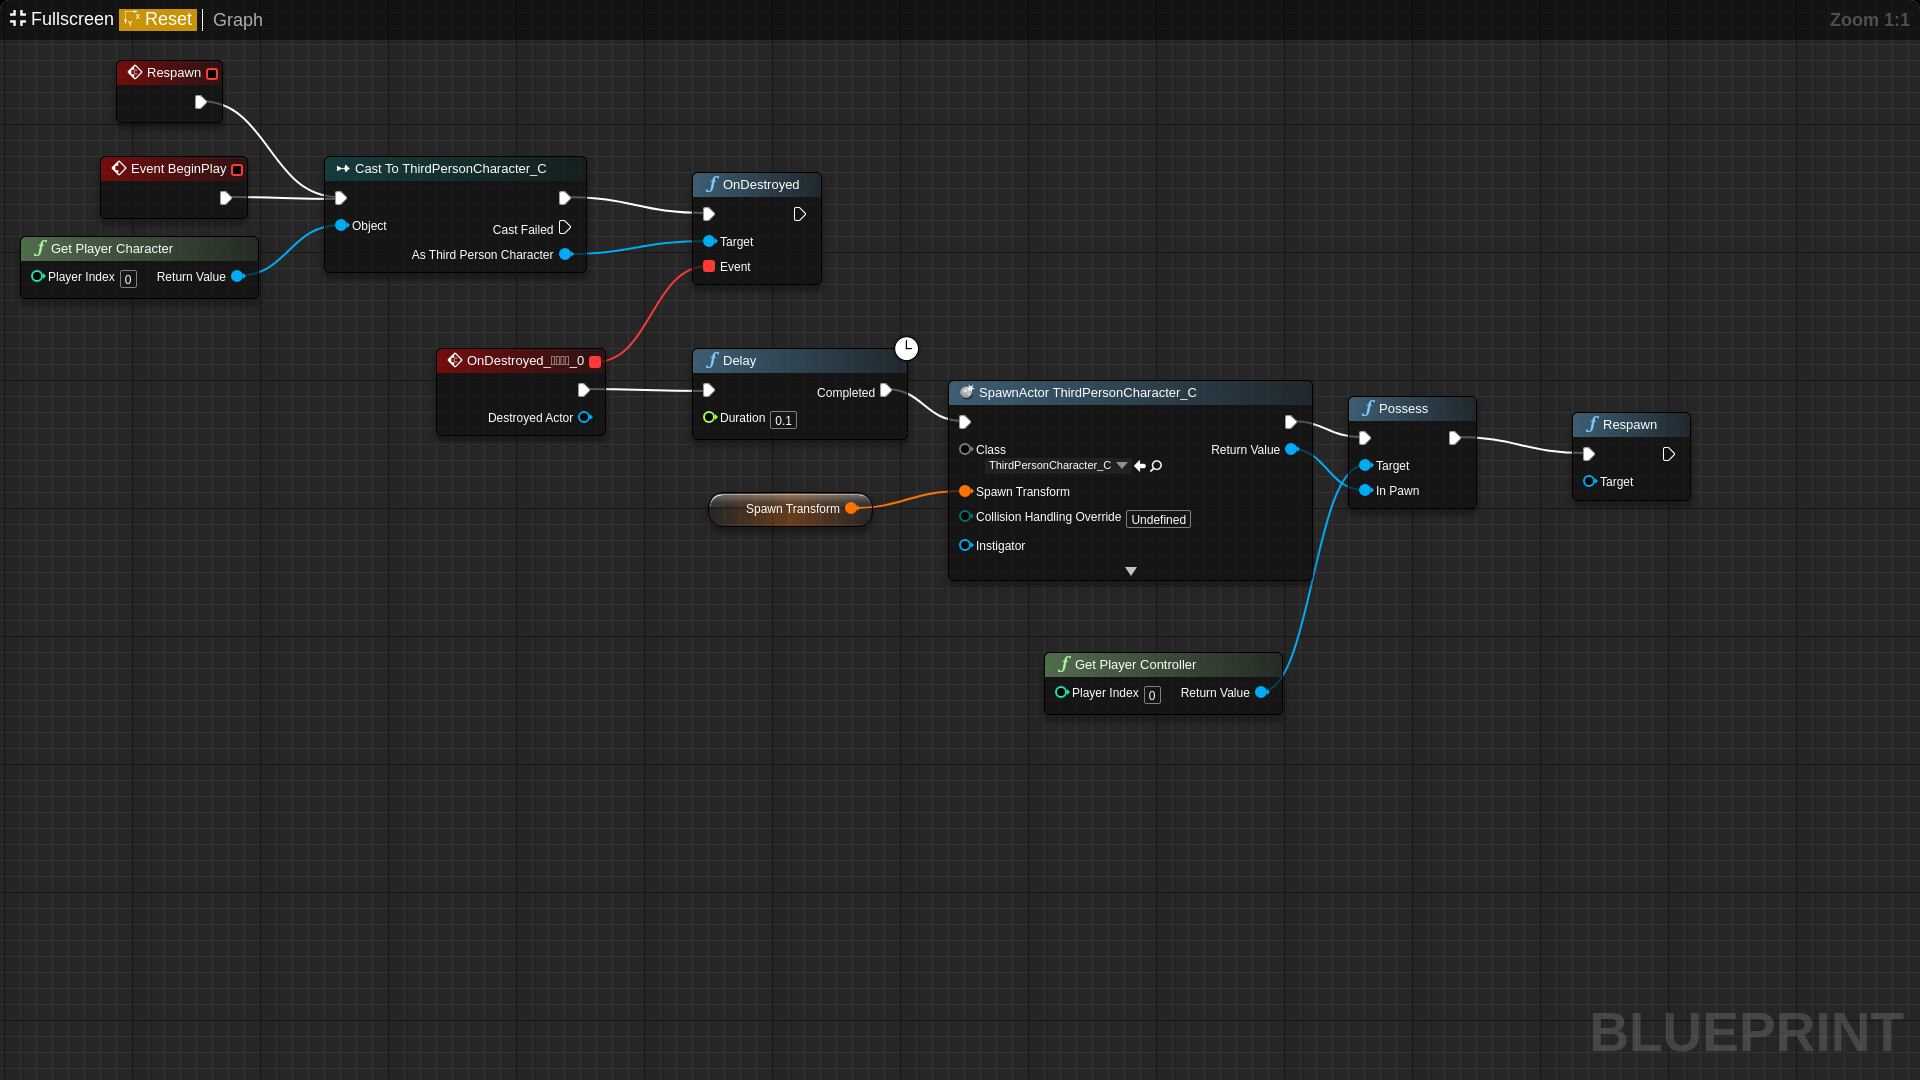 Fullscreen Reset Graph
Zoom 1:1
Respawn
Event BeginPlay
Get Player Character
Player Index 0 Return Value
Cast To ThirdPersonCharacter_C
Object
Cast Failed
As Third Person Character
OnDestroyed
Target
Event
OnDestroyed_▯▯▯▯_0
Destroyed Actor
Delay
Completed
Duration 0.1
Spawn Transform
SpawnActor ThirdPersonCharacter_C
Class
ThirdPersonCharacter_C
Return Value
Spawn Transform
Collision Handling Override Undefined
Instigator
Get Player Controller
Player Index 0 Return Value
Possess
Target
In Pawn
Respawn
Target
BLUEPRINT